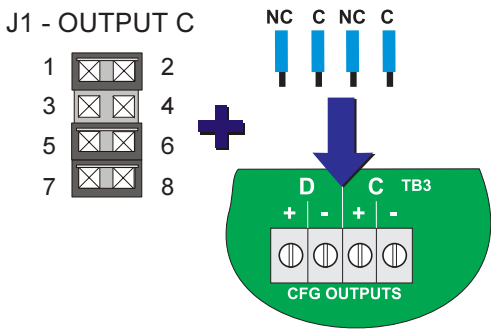 J1 - OUTPUT C
NC C NC C
1 2
3 4
5 6
7 8
D C TB3
+ - + -
CFG OUTPUTS